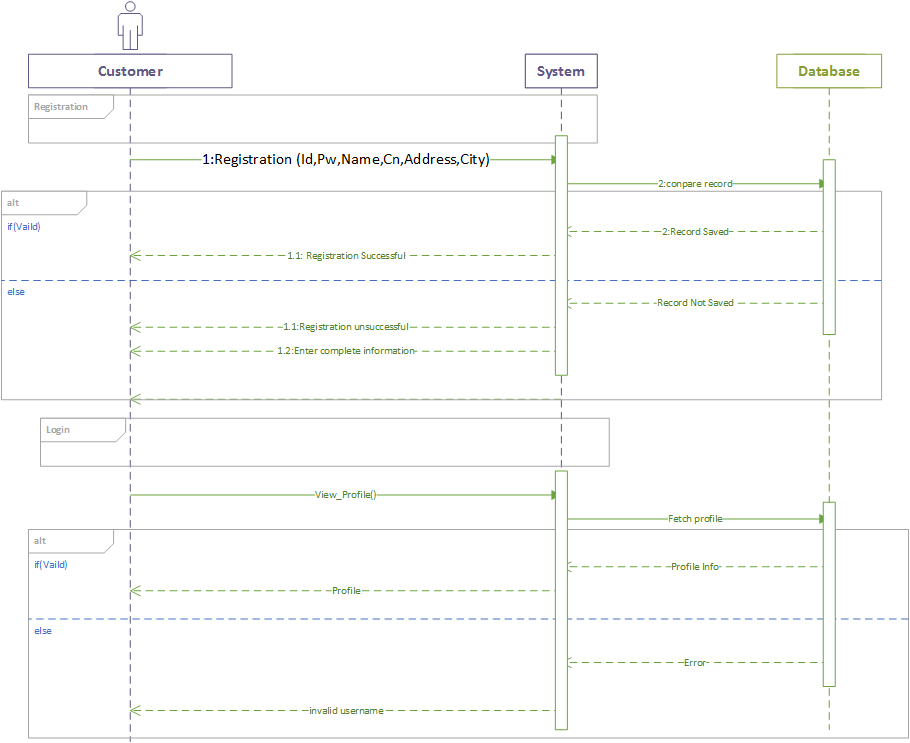 Customer
System
Database
Registration
1:Registration (Id,Pw,Name,Cn,Address,City)
2:conpare record
alt
if(Vaild)
2:Record Saved
1.1: Registration Successful
else
Record Not Saved
1.1:Registration unsuccessful
1.2:Enter complete information
Login
View_Profile()
Fetch profile
alt
if(Vaild)
Profile Info
Profile
else
Error
invalid username